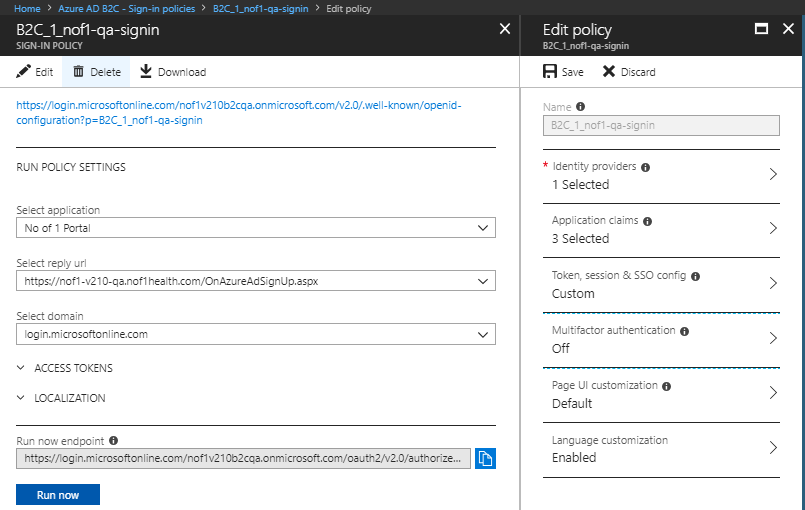 Home > Azure AD B2C - Sign-in policies > B2C_1_nof1-qa-signin > Edit policy
B2C_1_nof1-qa-signin
SIGN-IN POLICY
Edit Delete Download
https://login.microsoftonline.com/nof1v210b2cqa.onmicrosoft.com/v2.0/.well-known/openid-
configuration?p=B2C_1_nof1-qa-signin
RUN POLICY SETTINGS
Select application
No of 1 Portal
Select reply url
https://nof1-v210-qa.nof1health.com/OnAzureAdSignUp.aspx
Select domain
login.microsoftonline.com
ACCESS TOKENS
LOCALIZATION
Run now endpoint
https://login.microsoftonline.com/nof1v210b2cqa.onmicrosoft.com/oauth2/v2.0/authorize...
Run now
Edit policy
B2C_1_nof1-qa-signin
Save Discard
Name
B2C_1_nof1-qa-signin
* Identity providers
1 Selected
Application claims
3 Selected
Token, session & SSO config
Custom
Multifactor authentication
Off
Page UI customization
Default
Language customization
Enabled